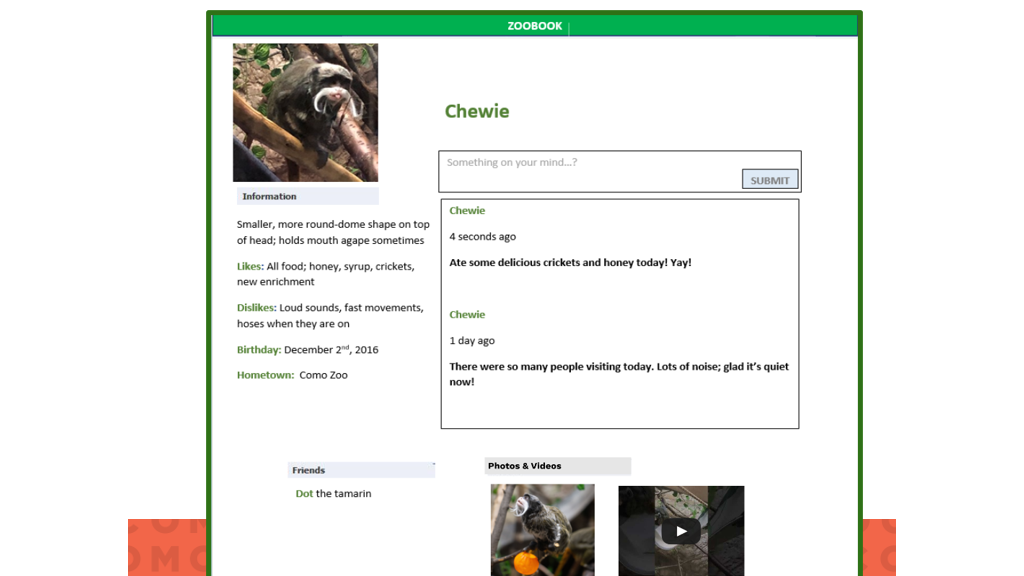 ZOOBOOK
Chewie
Something on your mind…?
SUBMIT
Information
Smaller, more round-dome shape on top
of head; holds mouth agape sometimes
Likes: All food; honey, syrup, crickets,
new enrichment
Dislikes: Loud sounds, fast movements,
hoses when they are on
Birthday: December 2nd, 2016
Hometown: Como Zoo
Chewie
4 seconds ago
Ate some delicious crickets and honey today! Yay!
Chewie
1 day ago
There were so many people visiting today. Lots of noise; glad it’s quiet
now!
Friends
Dot the tamarin
Photos & Videos